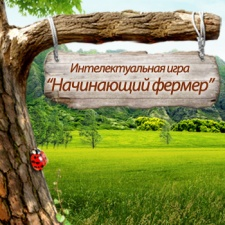 Интелектуальная игра
“Начинающий фермер”